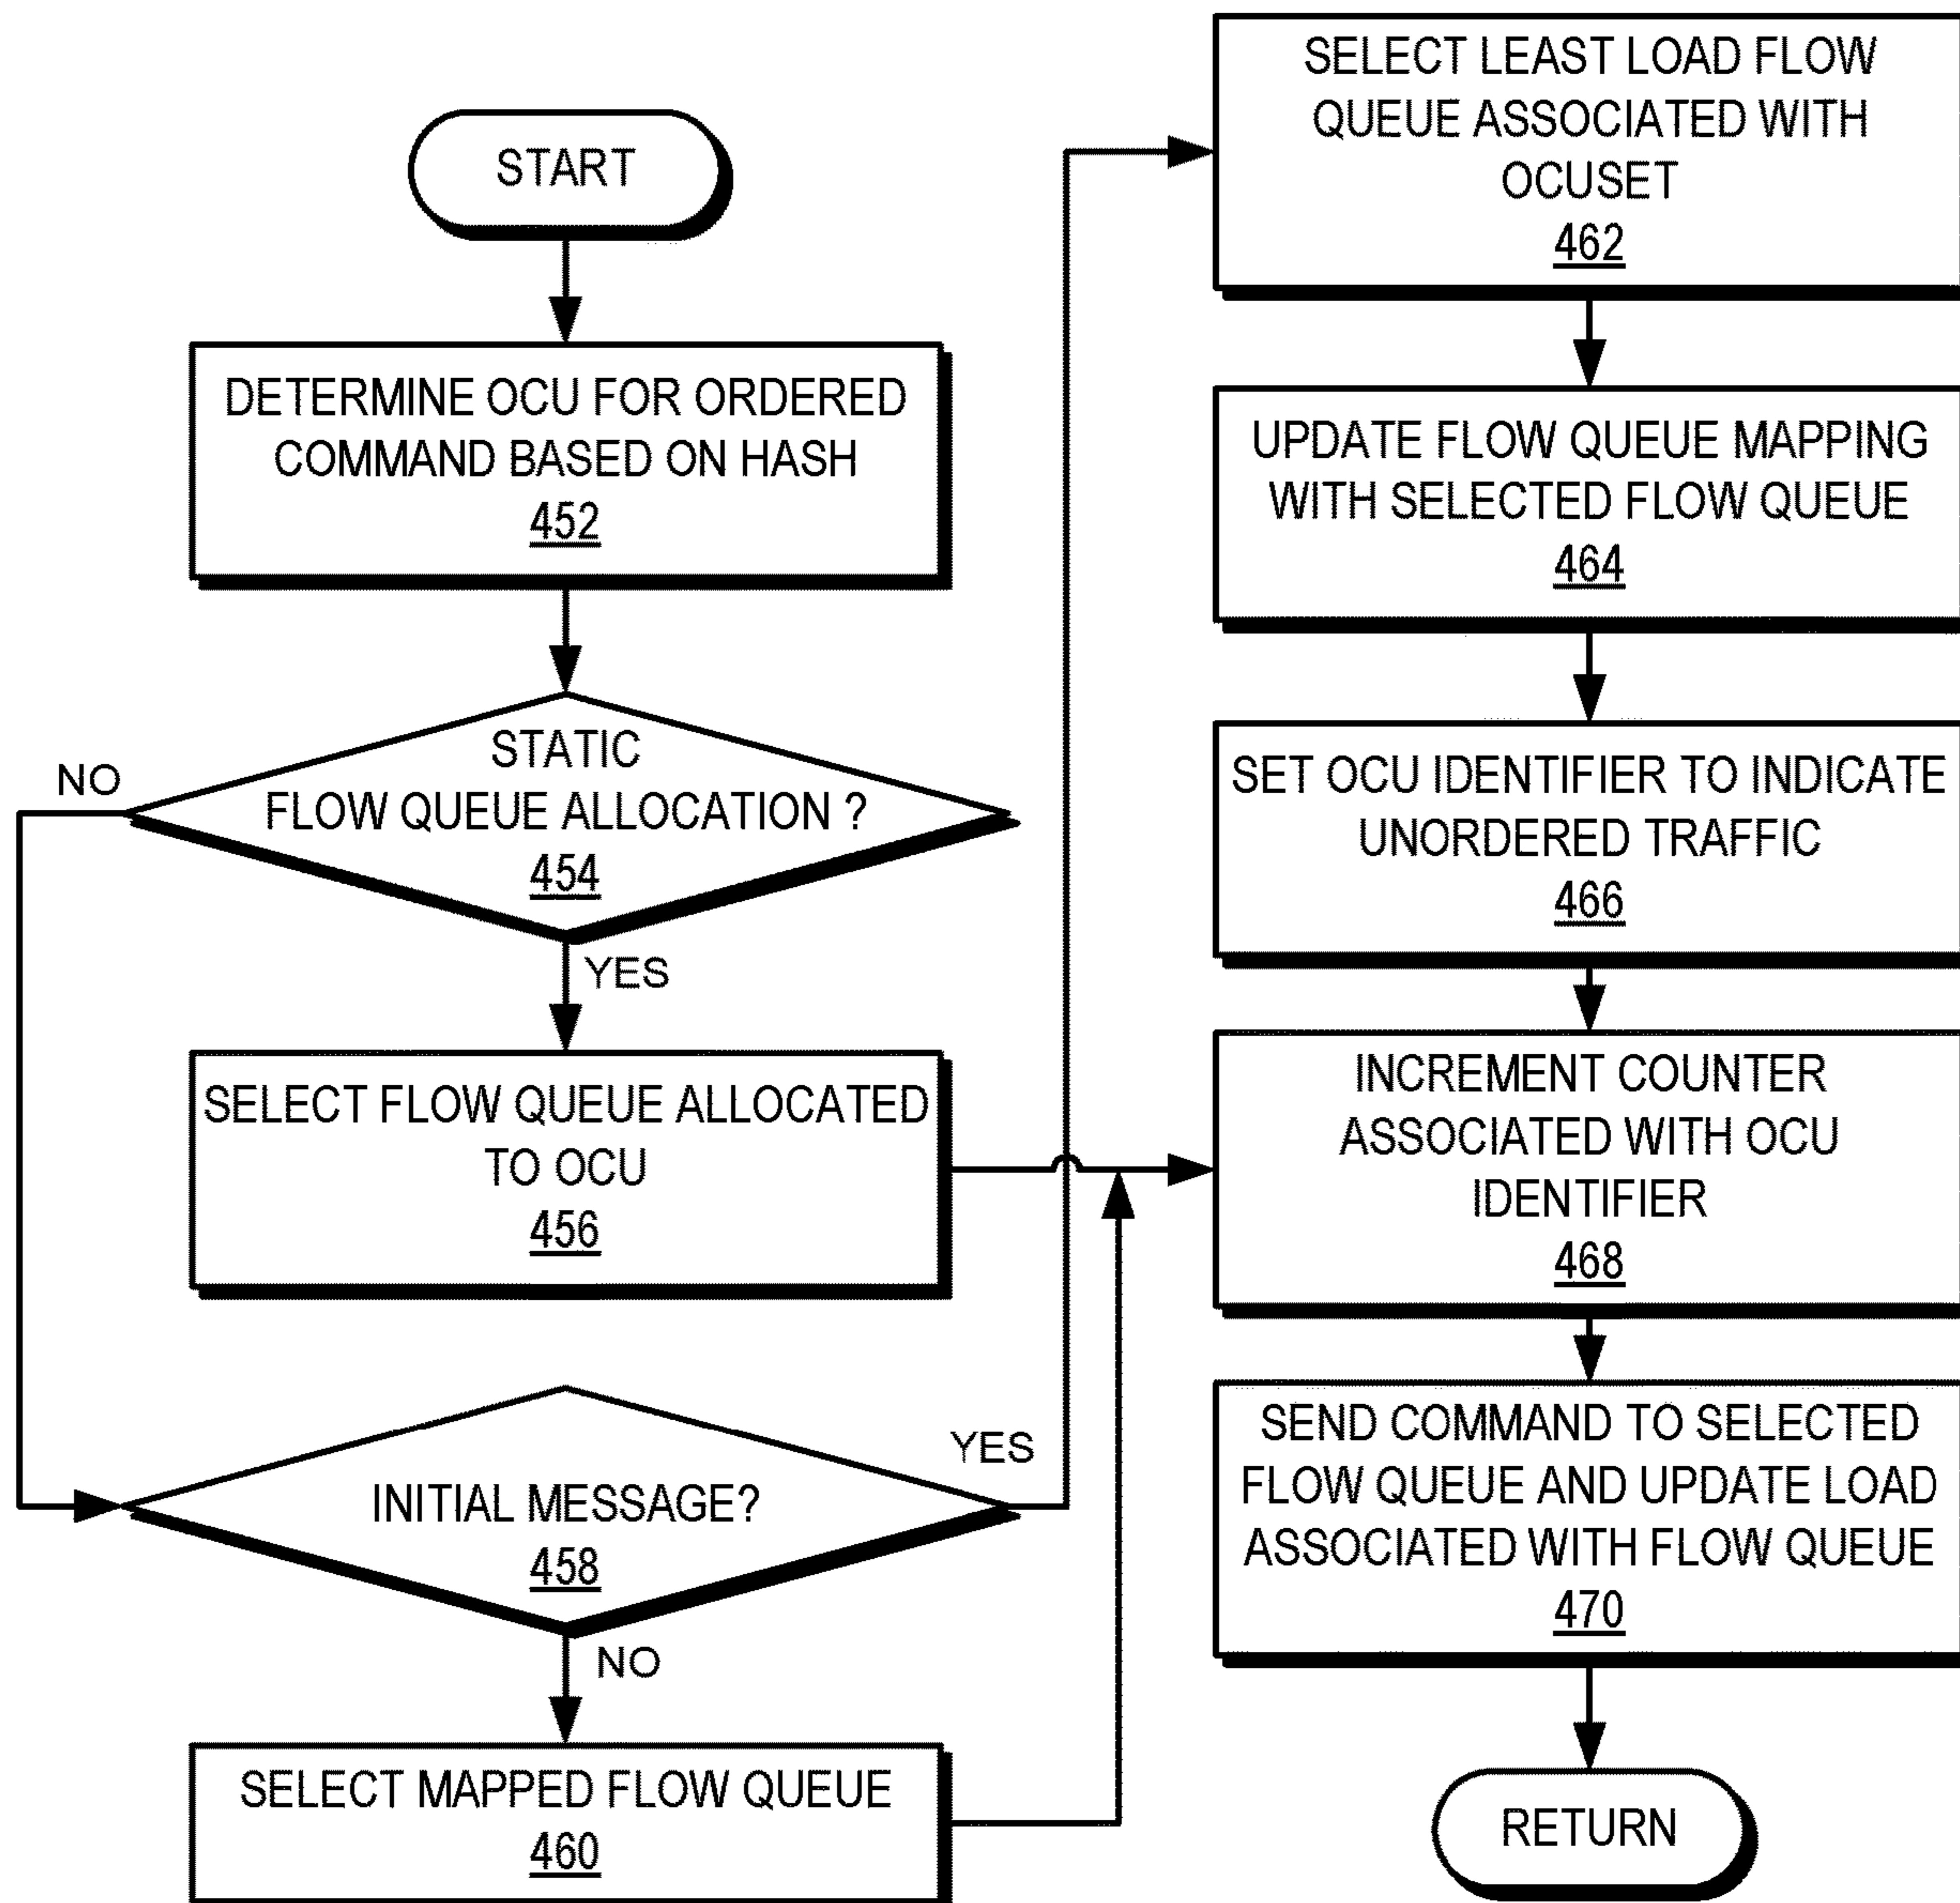 START
DETERMINE OCU FOR ORDERED
COMMAND BASED ON HASH
452
STATIC
FLOW QUEUE ALLOCATION ?
454
NO
YES
SELECT FLOW QUEUE ALLOCATED
TO OCU
456
INITIAL MESSAGE?
458
YES
NO
SELECT MAPPED FLOW QUEUE
460
SELECT LEAST LOAD FLOW
QUEUE ASSOCIATED WITH
OCUSET
462
UPDATE FLOW QUEUE MAPPING
WITH SELECTED FLOW QUEUE
464
SET OCU IDENTIFIER TO INDICATE
UNORDERED TRAFFIC
466
INCREMENT COUNTER
ASSOCIATED WITH OCU
IDENTIFIER
468
SEND COMMAND TO SELECTED
FLOW QUEUE AND UPDATE LOAD
ASSOCIATED WITH FLOW QUEUE
470
RETURN